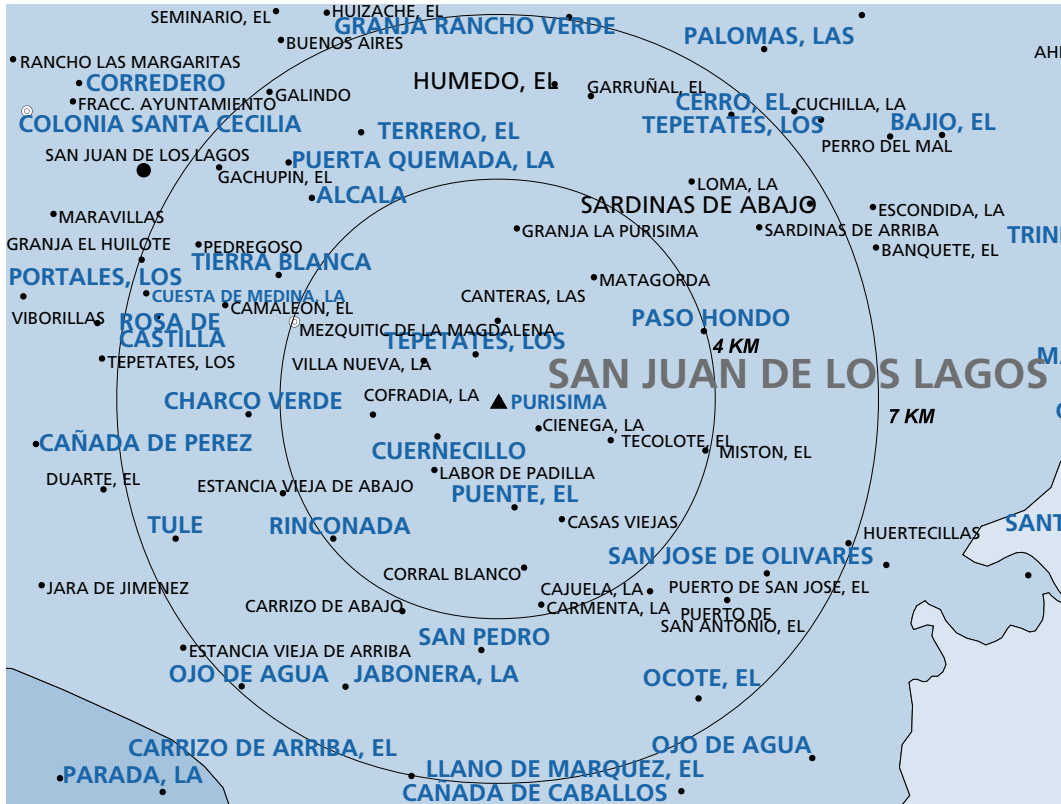 SEMINARIO, EL
HUIZACHE, EL
GRANJA RANCHO VERDE
BUENOS AIRES
PALOMAS, LAS
RANCHO LAS MARGARITAS
CORREDERO
HUMEDO, EL
GARRUÑAL, EL
FRACC. AYUNTAMIENTO
GALINDO
CERRO, EL
CUCHILLA, LA
COLONIA SANTA CECILIA
TERRERO, EL
TEPETATES, LOS
BAJIO, EL
PERRO DEL MAL
SAN JUAN DE LOS LAGOS
PUERTA QUEMADA, LA
GACHUPIN, EL
ALCALA
LOMA, LA
SARDINAS DE ABAJO
ESCONDIDA, LA
MARAVILLAS
GRANJA LA PURISIMA
SARDINAS DE ARRIBA
GRANJA EL HUILOTE
PEDREGOSO
BANQUETE, EL
TIERRA BLANCA
PORTALES, LOS
MATAGORDA
CUESTA DE MEDINA, LA
CANTERAS, LAS
CAMALEON, EL
VIBORILLAS
ROSA DE
CASTILLA
MEZQUITIC DE LA MAGDALENA
PASO HONDO
TEPETATES, LOS
4 KM
TEPETATES, LOS
VILLA NUEVA, LA
SAN JUAN DE LOS LAGOS
CHARCO VERDE
COFRADIA, LA
PURISIMA
7 KM
CIENEGA, LA
CAÑADA DE PEREZ
CUERNECILLO
TECOLOTE, EL
MISTON, EL
DUARTE, EL
ESTANCIA VIEJA DE ABAJO
LABOR DE PADILLA
PUENTE, EL
TULE
RINCONADA
CASAS VIEJAS
HUERTECILLAS
SAN JOSE DE OLIVARES
JARA DE JIMENEZ
CORRAL BLANCO
CAJUELA, LA
PUERTO DE SAN JOSE, EL
CARRIZO DE ABAJO
CARMENTA, LA
PUERTO DE
SAN ANTONIO, EL
SAN PEDRO
ESTANCIA VIEJA DE ARRIBA
OJO DE AGUA
JABONERA, LA
OCOTE, EL
CARRIZO DE ARRIBA, EL
OJO DE AGUA
PARADA, LA
LLANO DE MARQUEZ, EL
CAÑADA DE CABALLOS